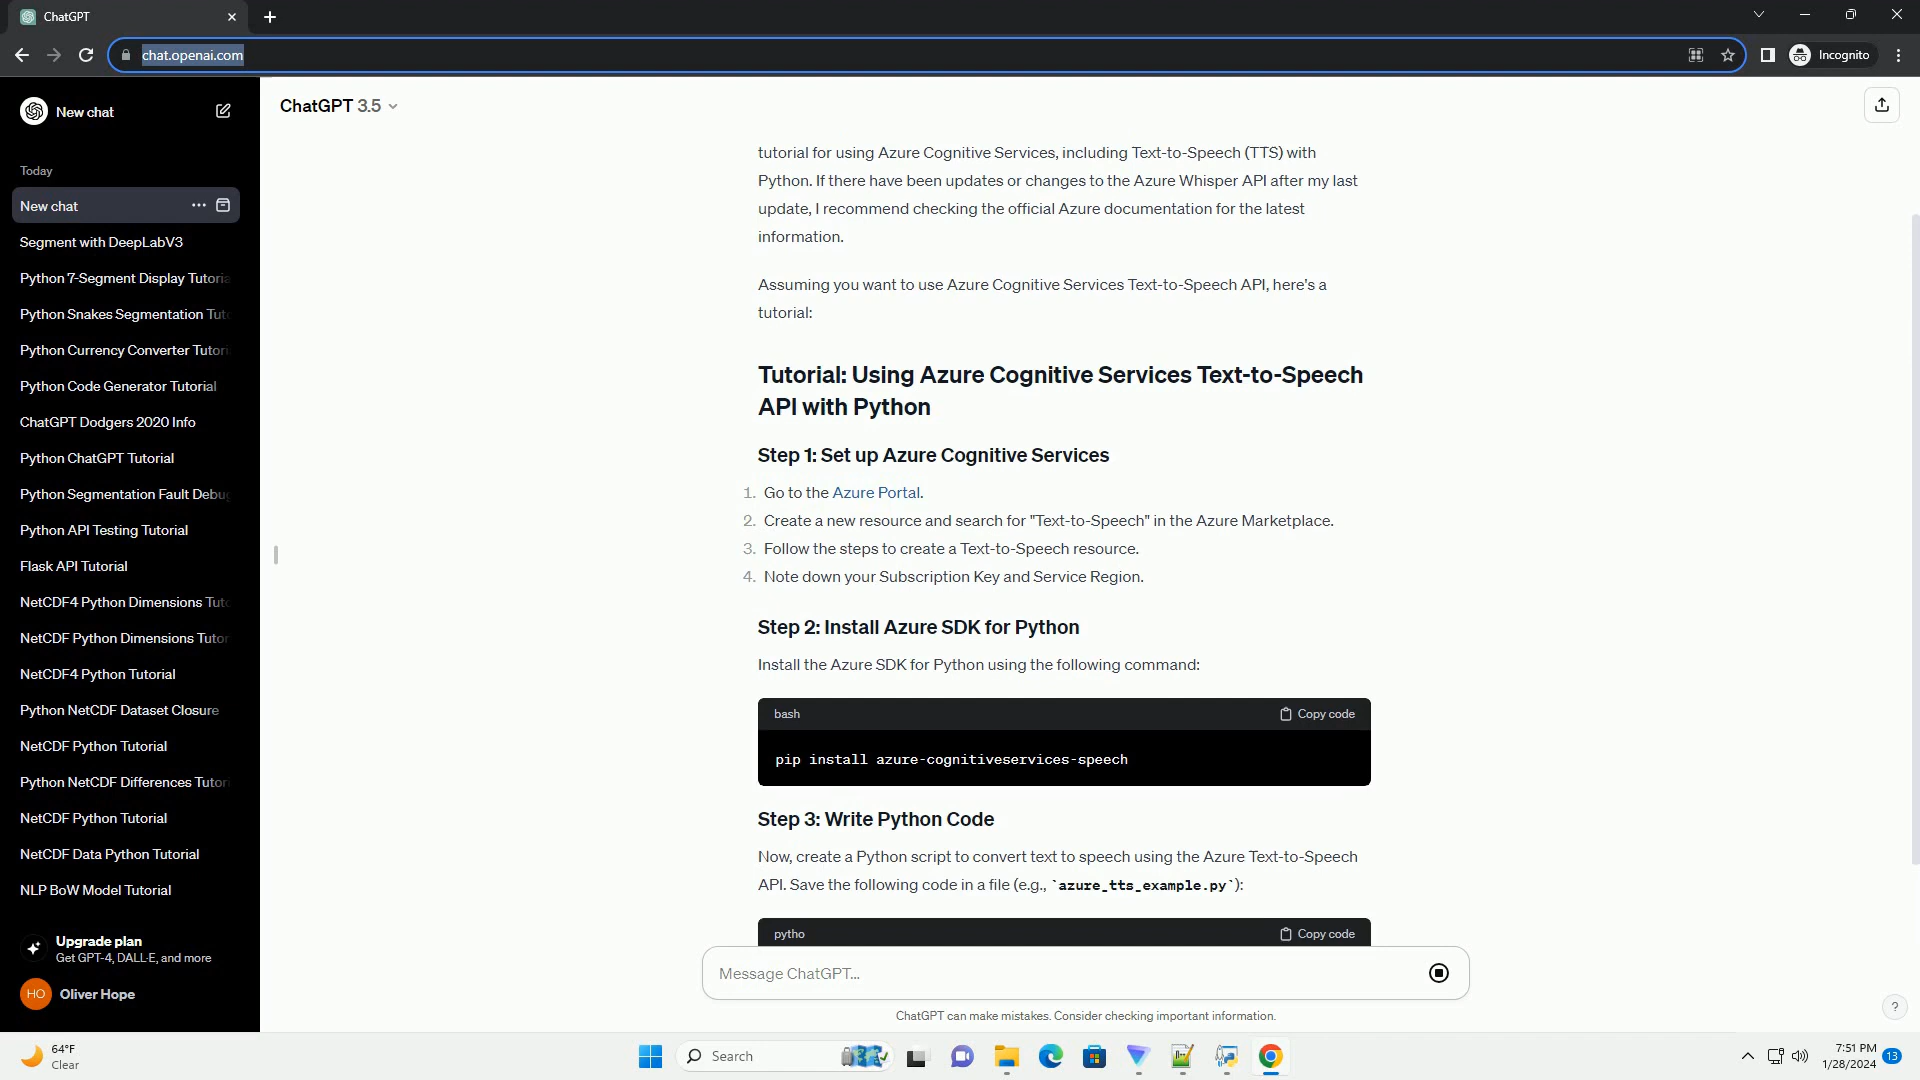 ChatGPT
chat.openai.com
Incognito
New chat
Today
New chat
Segment with DeepLabV3
Python 7-Segment Display Tutoria
Python Snakes Segmentation Tuto
Python Currency Converter Tutori
Python Code Generator Tutorial
ChatGPT Dodgers 2020 Info
Python ChatGPT Tutorial
Python Segmentation Fault Debug
Python API Testing Tutorial
Flask API Tutorial
NetCDF4 Python Dimensions Tuto
NetCDF Python Dimensions Tutor
NetCDF4 Python Tutorial
Python NetCDF Dataset Closure
NetCDF Python Tutorial
Python NetCDF Differences Tutori
NetCDF Python Tutorial
NetCDF Data Python Tutorial
NLP BoW Model Tutorial
Upgrade plan
Get GPT-4, DALL·E, and more
HO Oliver Hope
ChatGPT 3.5
tutorial for using Azure Cognitive Services, including Text-to-Speech (TTS) with
Python. If there have been updates or changes to the Azure Whisper API after my last
update, I recommend checking the official Azure documentation for the latest
information.
Assuming you want to use Azure Cognitive Services Text-to-Speech API, here's a
tutorial:
Tutorial: Using Azure Cognitive Services Text-to-Speech
API with Python
Step 1: Set up Azure Cognitive Services
1. Go to the Azure Portal.
2. Create a new resource and search for "Text-to-Speech" in the Azure Marketplace.
3. Follow the steps to create a Text-to-Speech resource.
4. Note down your Subscription Key and Service Region.
Step 2: Install Azure SDK for Python
Install the Azure SDK for Python using the following command:
bash Copy code
pip install azure-cognitiveservices-speech
Step 3: Write Python Code
Now, create a Python script to convert text to speech using the Azure Text-to-Speech
API. Save the following code in a file (e.g., `azure_tts_example.py`):
pytho Copy code
Message ChatGPT...
ChatGPT can make mistakes. Consider checking important information.
?
64°F
Clear
Search
7:51 PM
1/28/2024
13